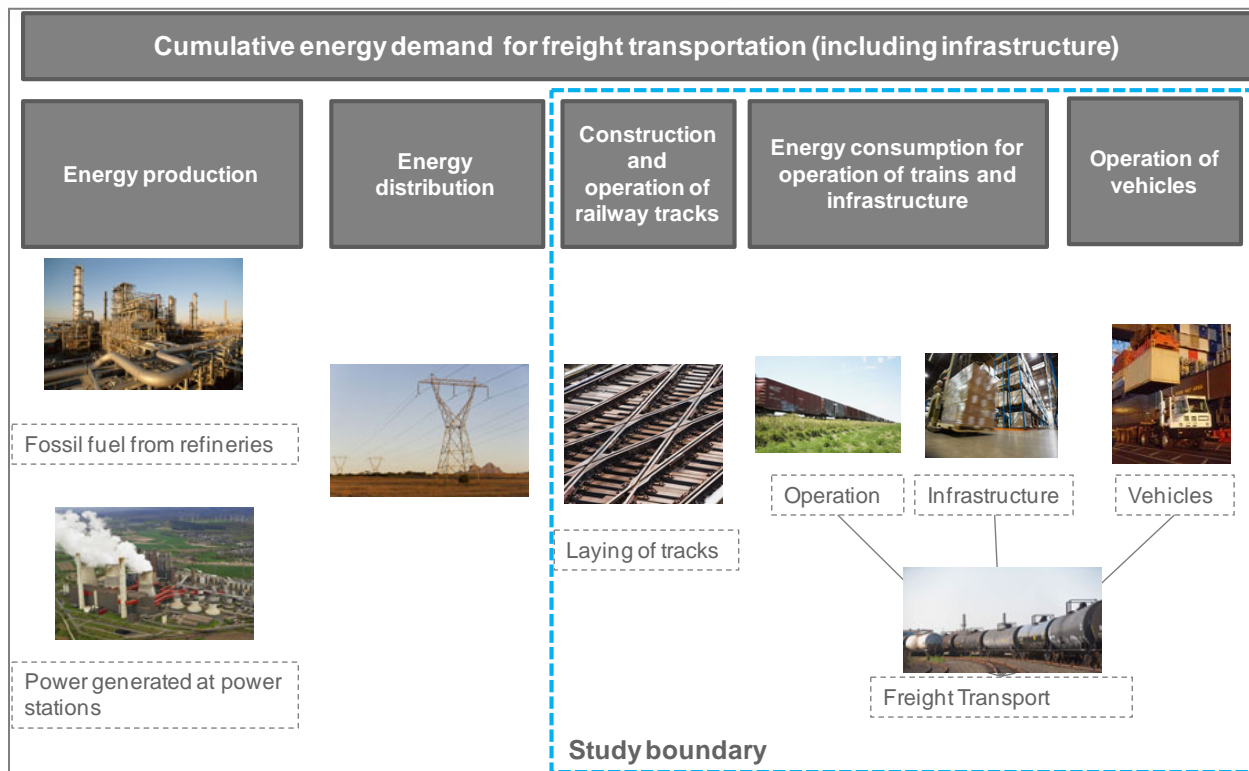 Cumulative energy demand for freight transportation (including infrastructure)
Energy production
Energy
distribution
Construction
and
operation of
railway tracks
Energy consumption for
operation of trains and
infrastructure
Operation of
vehicles
Fossil fuel from refineries
Power generated at power
stations
Laying of tracks
Operation
Infrastructure
Vehicles
Freight Transport
Study boundary